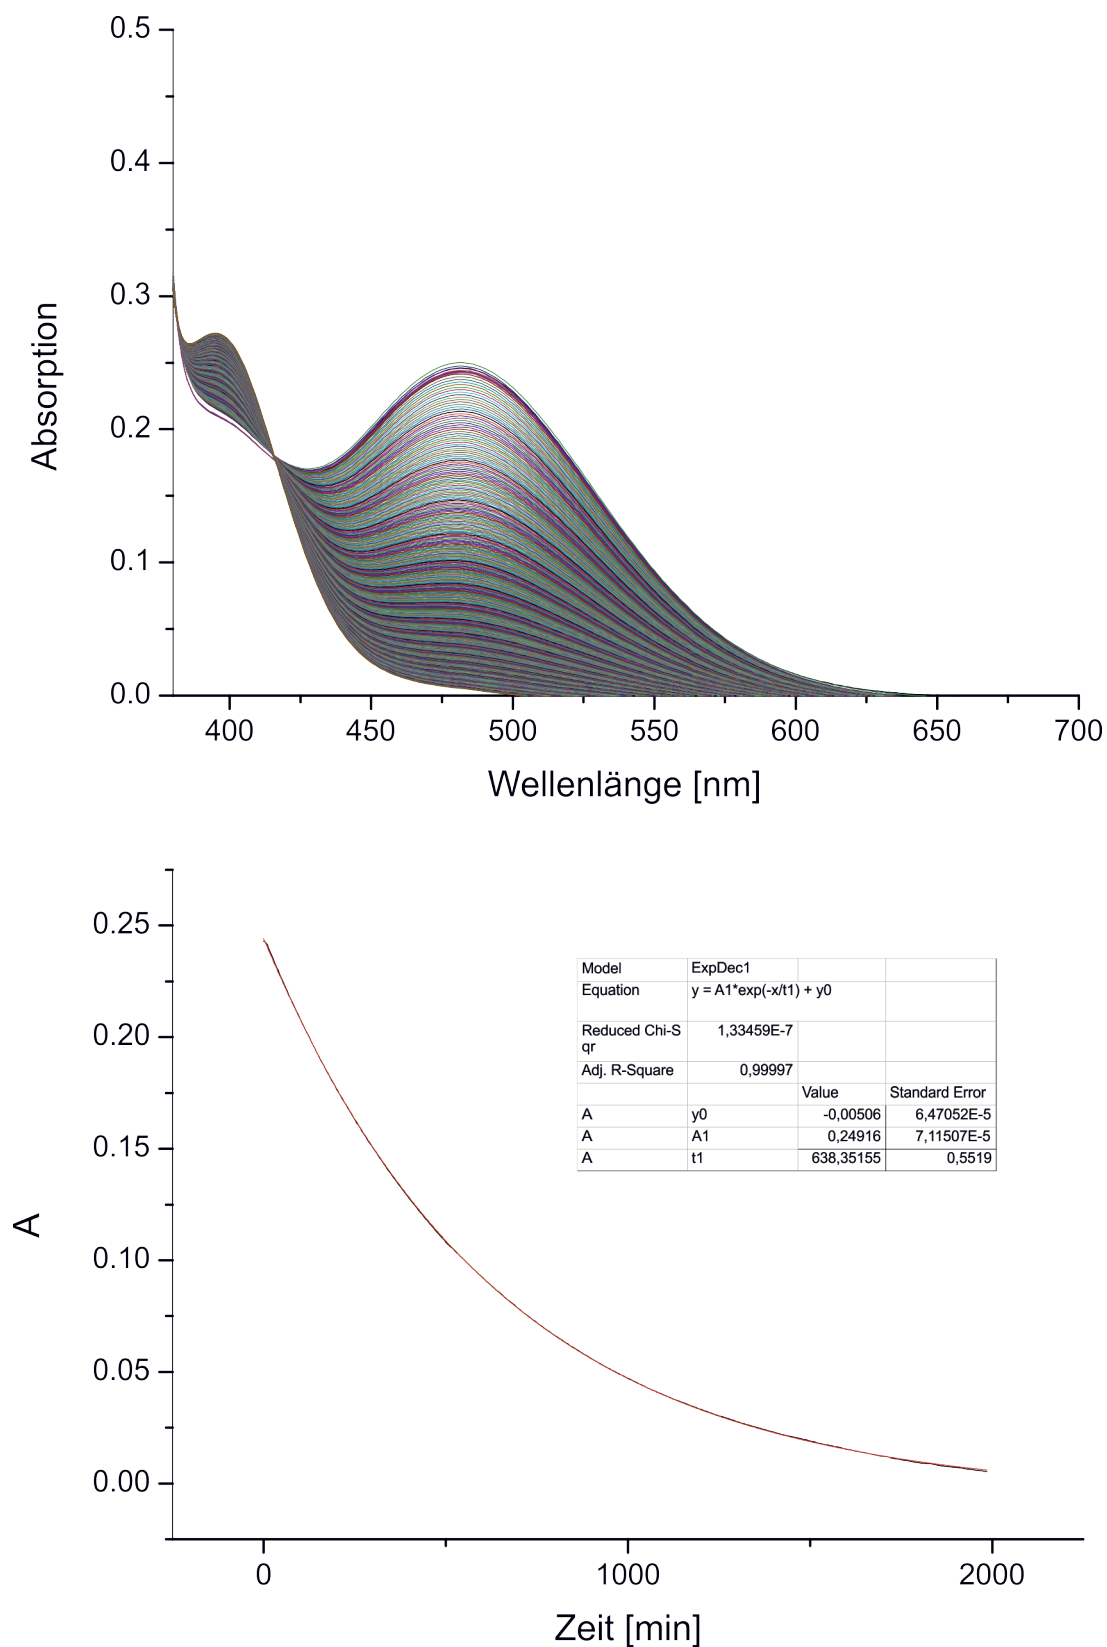 0.5
0.4
0.3
0.2
0.1
0.0
Absorption
400 450 500 550 600 650 700
Wellenlänge [nm]
0.25
0.20
0.15
0.10
0.05
0.00
A
Model ExpDec1
Equation y = A1*exp(-x/t1) + y0
Reduced Chi-S
qr 1,33459E-7
Adj. R-Square 0,99997
Value Standard Error
A y0 -0,00506 6,47052E-5
A A1 0,24916 7,11507E-5
A t1 638,35155 0,5519
0 1000 2000
Zeit [min]